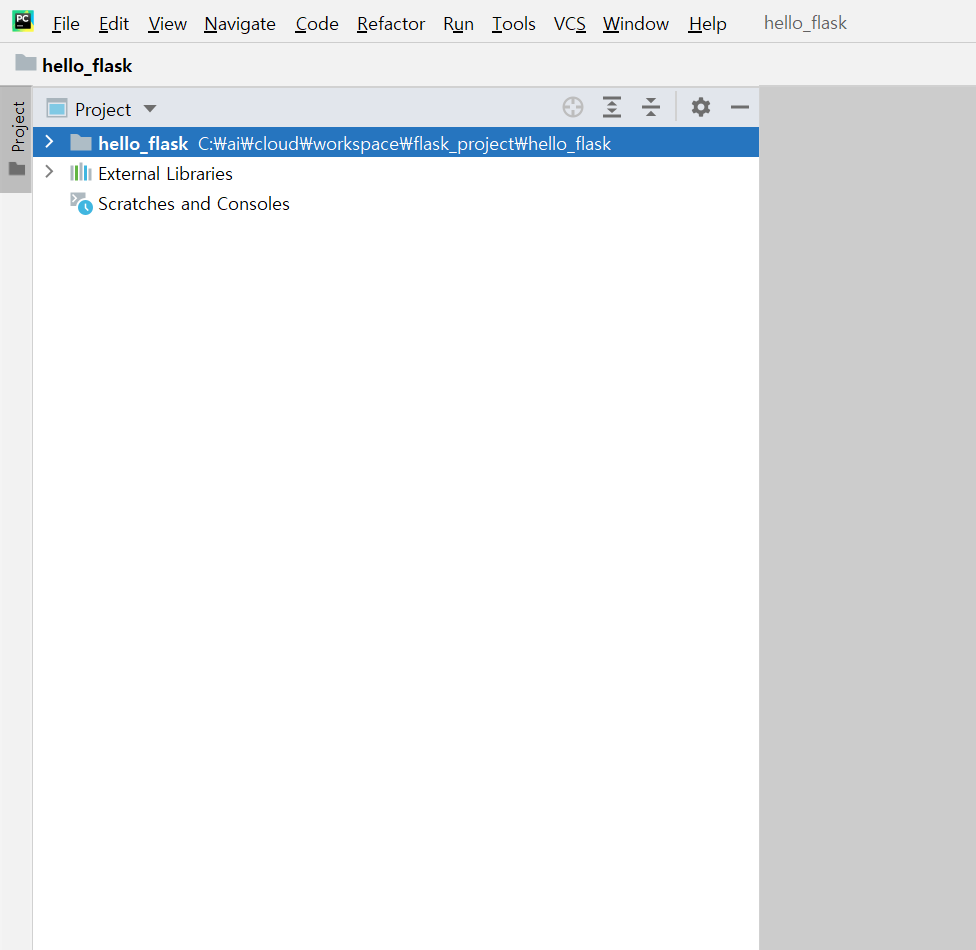 PC File Edit View Navigate Code Refactor Run Tools VCS Window Help hello_flask
hello_flask
Project
Project
hello_flask C:₩ai₩cloud₩workspace₩flask_project₩hello_flask
External Libraries
Scratches and Consoles